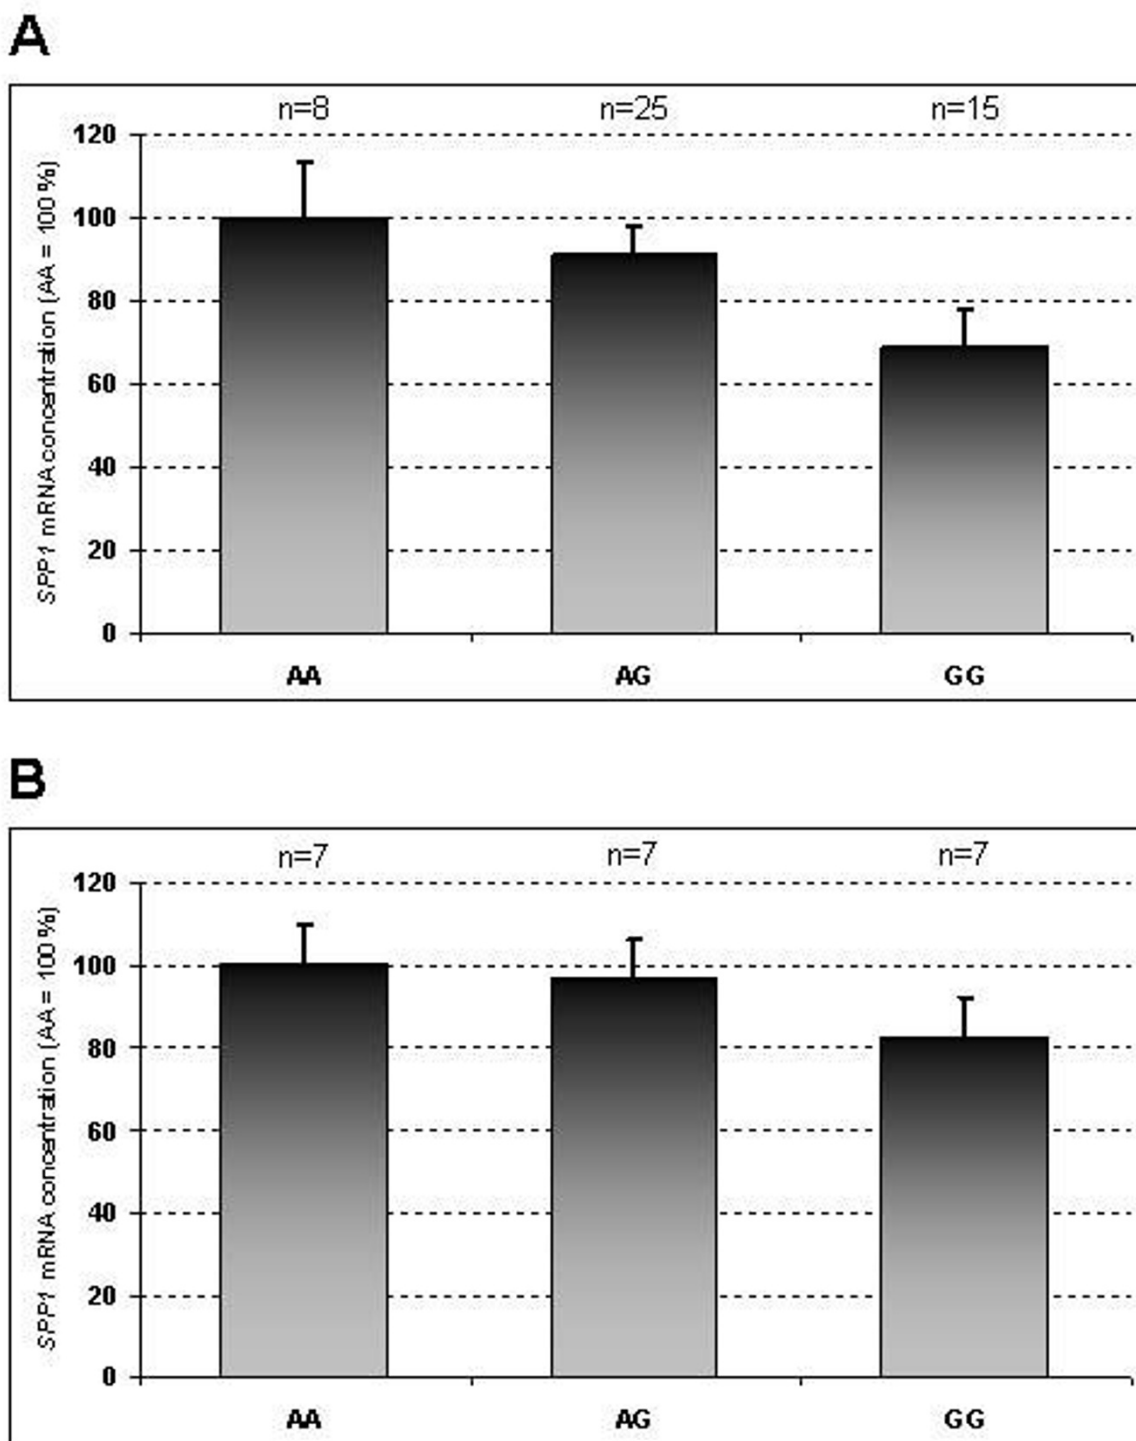 A
n=8 n=25 n=15
120
100
80
60
40
20
0
SPP1 mRNA concentration (AA = 100 %)
AA AG GG
B
n=7 n=7 n=7
120
100
80
60
40
20
0
SPP1 mRNA concentration (AA = 100 %)
AA AG GG